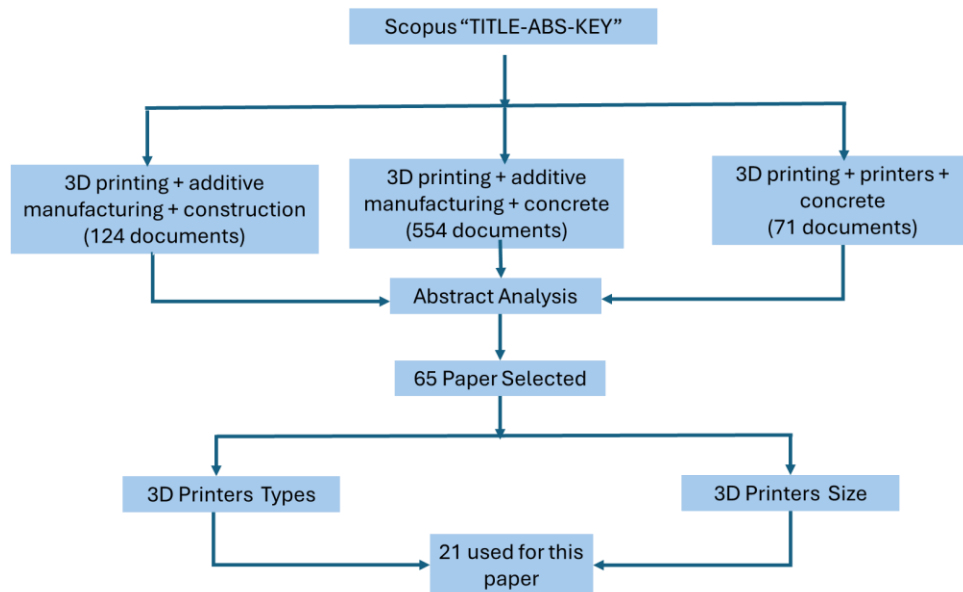 Scopus “TITLE-ABS-KEY”
3D printing + additive
manufacturing + construction
(124 documents)
3D printing + additive
manufacturing + concrete
(554 documents)
3D printing + printers +
concrete
(71 documents)
Abstract Analysis
65 Paper Selected
3D Printers Types
3D Printers Size
21 used for this
paper